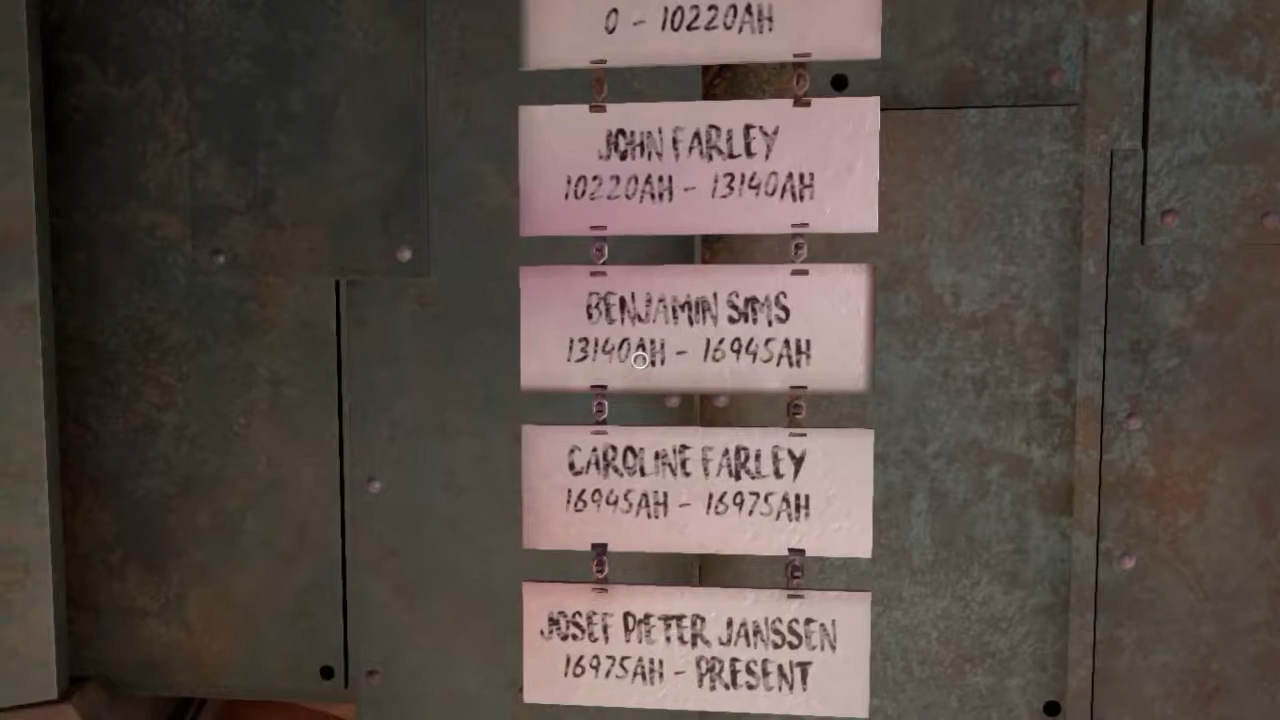 0 - 10220AH
JOHN FARLEY
10220AH - 13140AH
BENJAMIN SIMS
13140AH - 16945AH
CAROLINE FARLEY
16945AH - 16975AH
JOSEF PIETER JANSSEN
16975AH - PRESENT